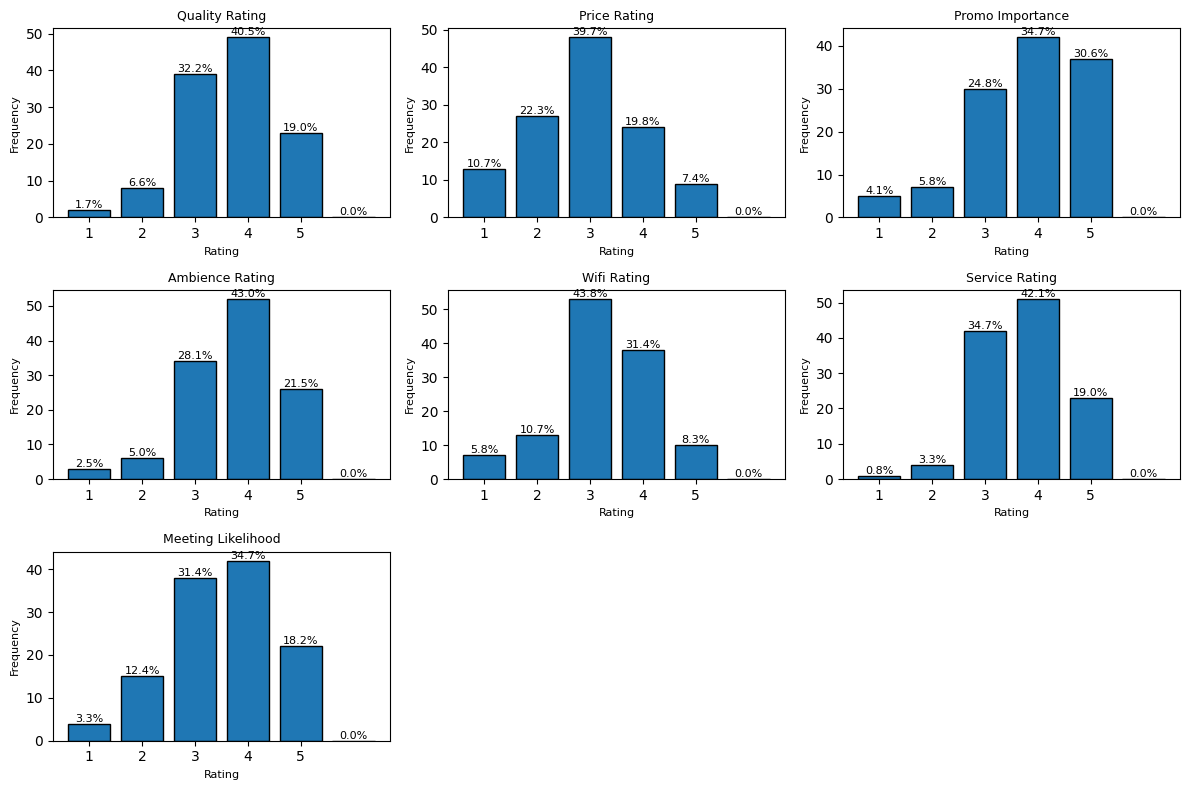 Quality Rating
50
40
30
20
10
0
Frequency
1.7%
6.6%
32.2%
40.5%
19.0%
0.0%
1 2 3 4 5
Rating
Price Rating
50
40
30
20
10
0
Frequency
10.7%
22.3%
39.7%
19.8%
7.4%
0.0%
1 2 3 4 5
Rating
Promo Importance
40
30
20
10
0
Frequency
4.1%
5.8%
24.8%
34.7%
30.6%
0.0%
1 2 3 4 5
Rating
Ambience Rating
50
40
30
20
10
0
Frequency
2.5%
5.0%
28.1%
43.0%
21.5%
0.0%
1 2 3 4 5
Rating
Wifi Rating
50
40
30
20
10
0
Frequency
5.8%
10.7%
43.8%
31.4%
8.3%
0.0%
1 2 3 4 5
Rating
Service Rating
50
40
30
20
10
0
Frequency
0.8%
3.3%
34.7%
42.1%
19.0%
0.0%
1 2 3 4 5
Rating
Meeting Likelihood
40
30
20
10
0
Frequency
3.3%
12.4%
31.4%
34.7%
18.2%
0.0%
1 2 3 4 5
Rating